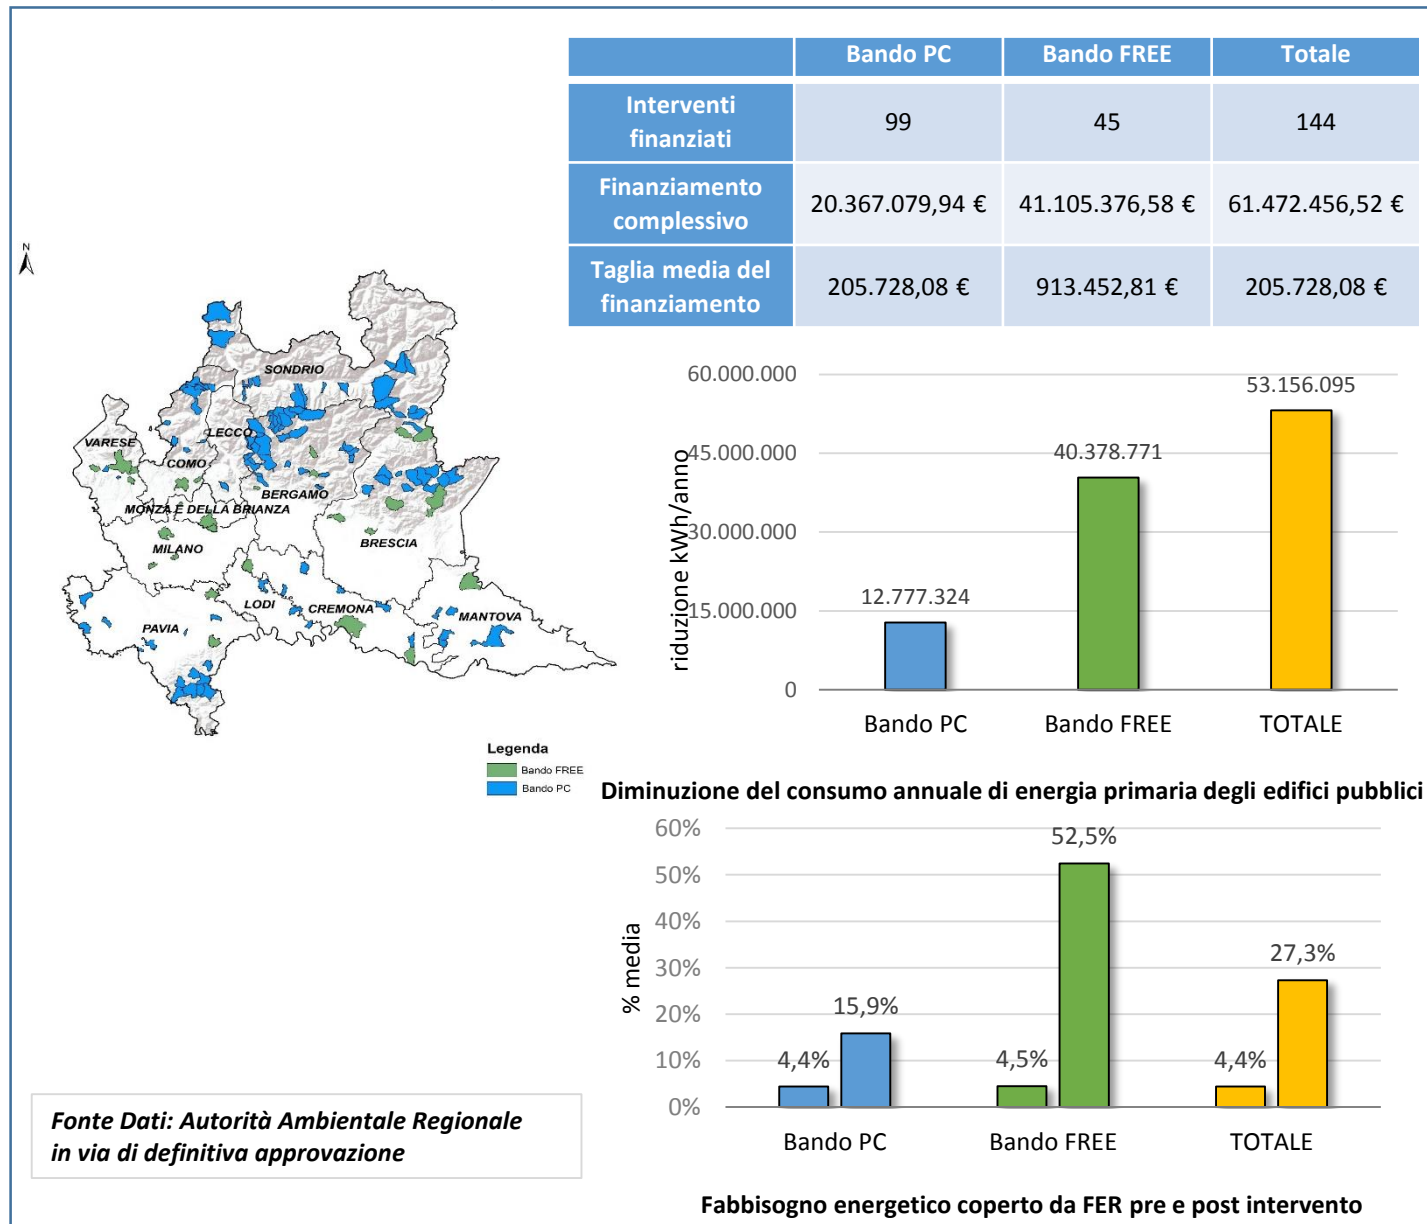 Bando PC Bando FREE Totale
Interventi
finanziati
99 45 144
Finanziamento
complessivo
20.367.079,94 € 41.105.376,58 € 61.472.456,52 €
Taglia media del
finanziamento
205.728,08 € 913.452,81 € 205.728,08 €
N
SONDRIO
LECCO
VARESE
COMO
BERGAMO
MONZA E DELLA BRIANZA
MILANO
BRESCIA
LODI
CREMONA
MANTOVA
PAVIA
Legenda
Bando FREE
Bando PC
riduzione kWh/anno
60.000.000
45.000.000
30.000.000
15.000.000
0
12.777.324
40.378.771
53.156.095
Bando PC Bando FREE TOTALE
Diminuzione del consumo annuale di energia primaria degli edifici pubblici
% media
60%
50%
40%
30%
20%
10%
0%
4,4% 15,9%
4,5% 52,5%
4,4% 27,3%
Bando PC Bando FREE TOTALE
Fabbisogno energetico coperto da FER pre e post intervento
Fonte Dati: Autorità Ambientale Regionale
in via di definitiva approvazione